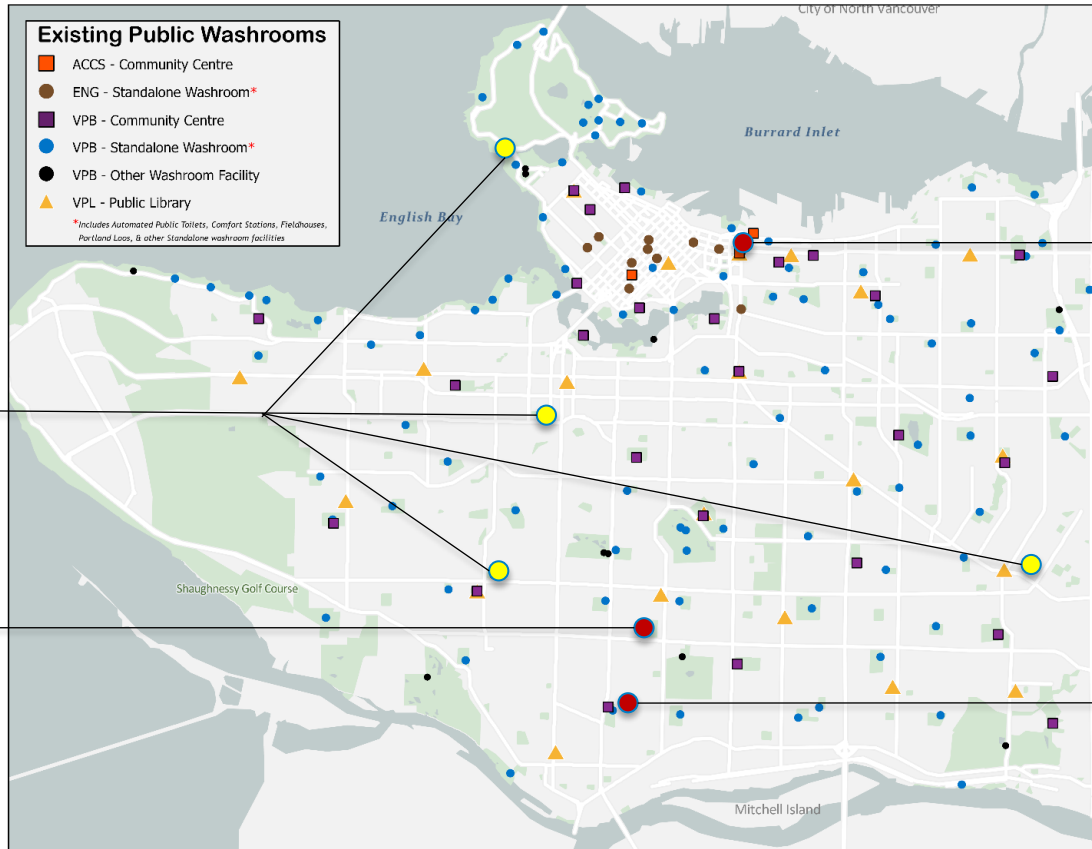 City of North Vancouver
Existing Public Washrooms
ACCS - Community Centre
ENG - Standalone Washroom*
VPB - Community Centre
VPB - Standalone Washroom*
VPB - Other Washroom Facility
VPL - Public Library
*Includes Automated Public Toilets, Comfort Stations, Fieldhouses,
Portland Loos, & other Standalone washroom facilities
Burrard Inlet
English Bay
Shaughnessy Golf Course
Mitchell Island